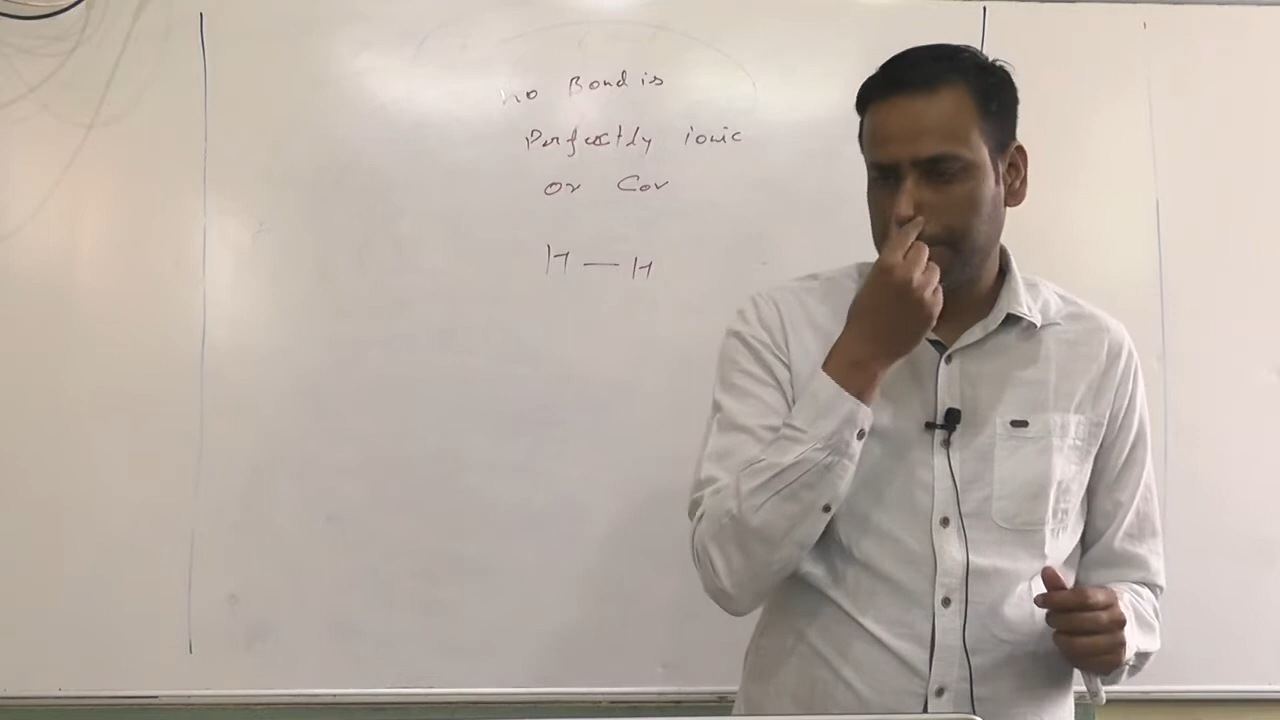 no Bond is
Perfectly ionic
or Cov
H — H